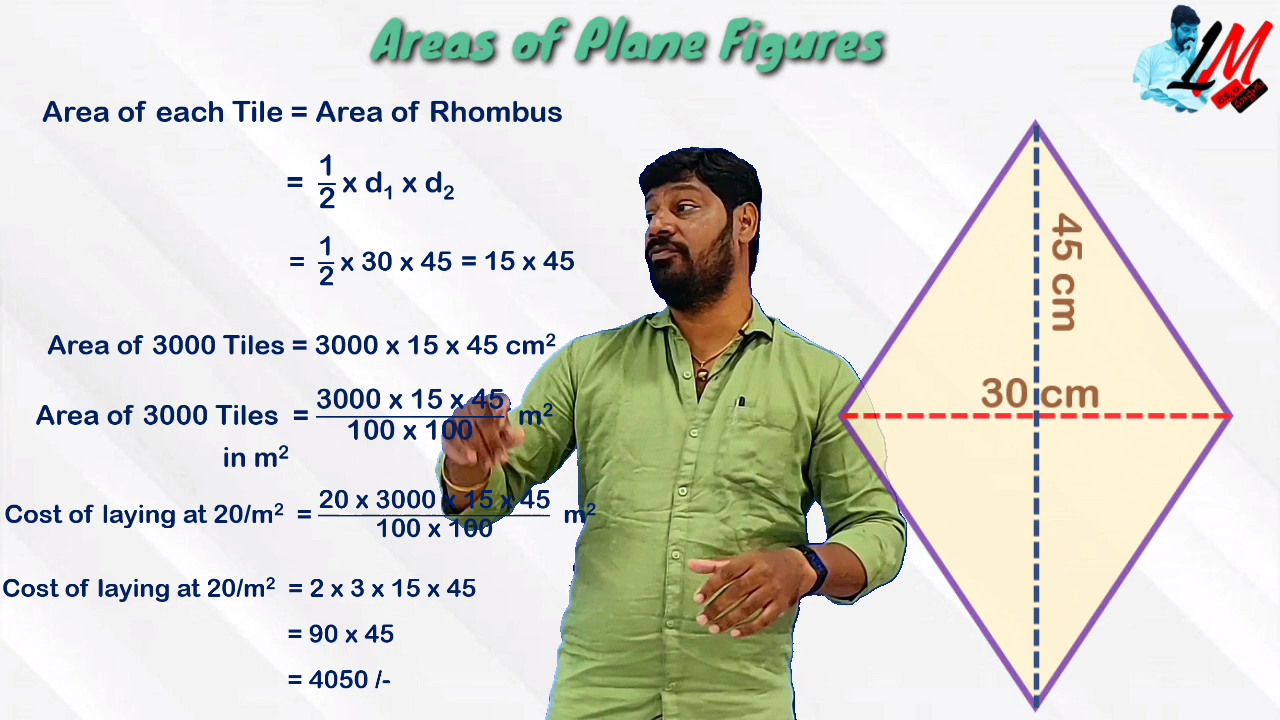 Areas of Plane Figures
LM
Area of each Tile = Area of Rhombus
= 1/2 x d₁ x d₂
= 1/2 x 30 x 45 = 15 x 45
Area of 3000 Tiles = 3000 x 15 x 45 cm²
Area of 3000 Tiles = 3000 x 15 x 45 / 100 x 100 m²
in m²
Cost of laying at 20/m² = 20 x 3000 x 15 x 45 / 100 x 100 m²
Cost of laying at 20/m² = 2 x 3 x 15 x 45
= 90 x 45
= 4050 /-
45 cm
30 cm